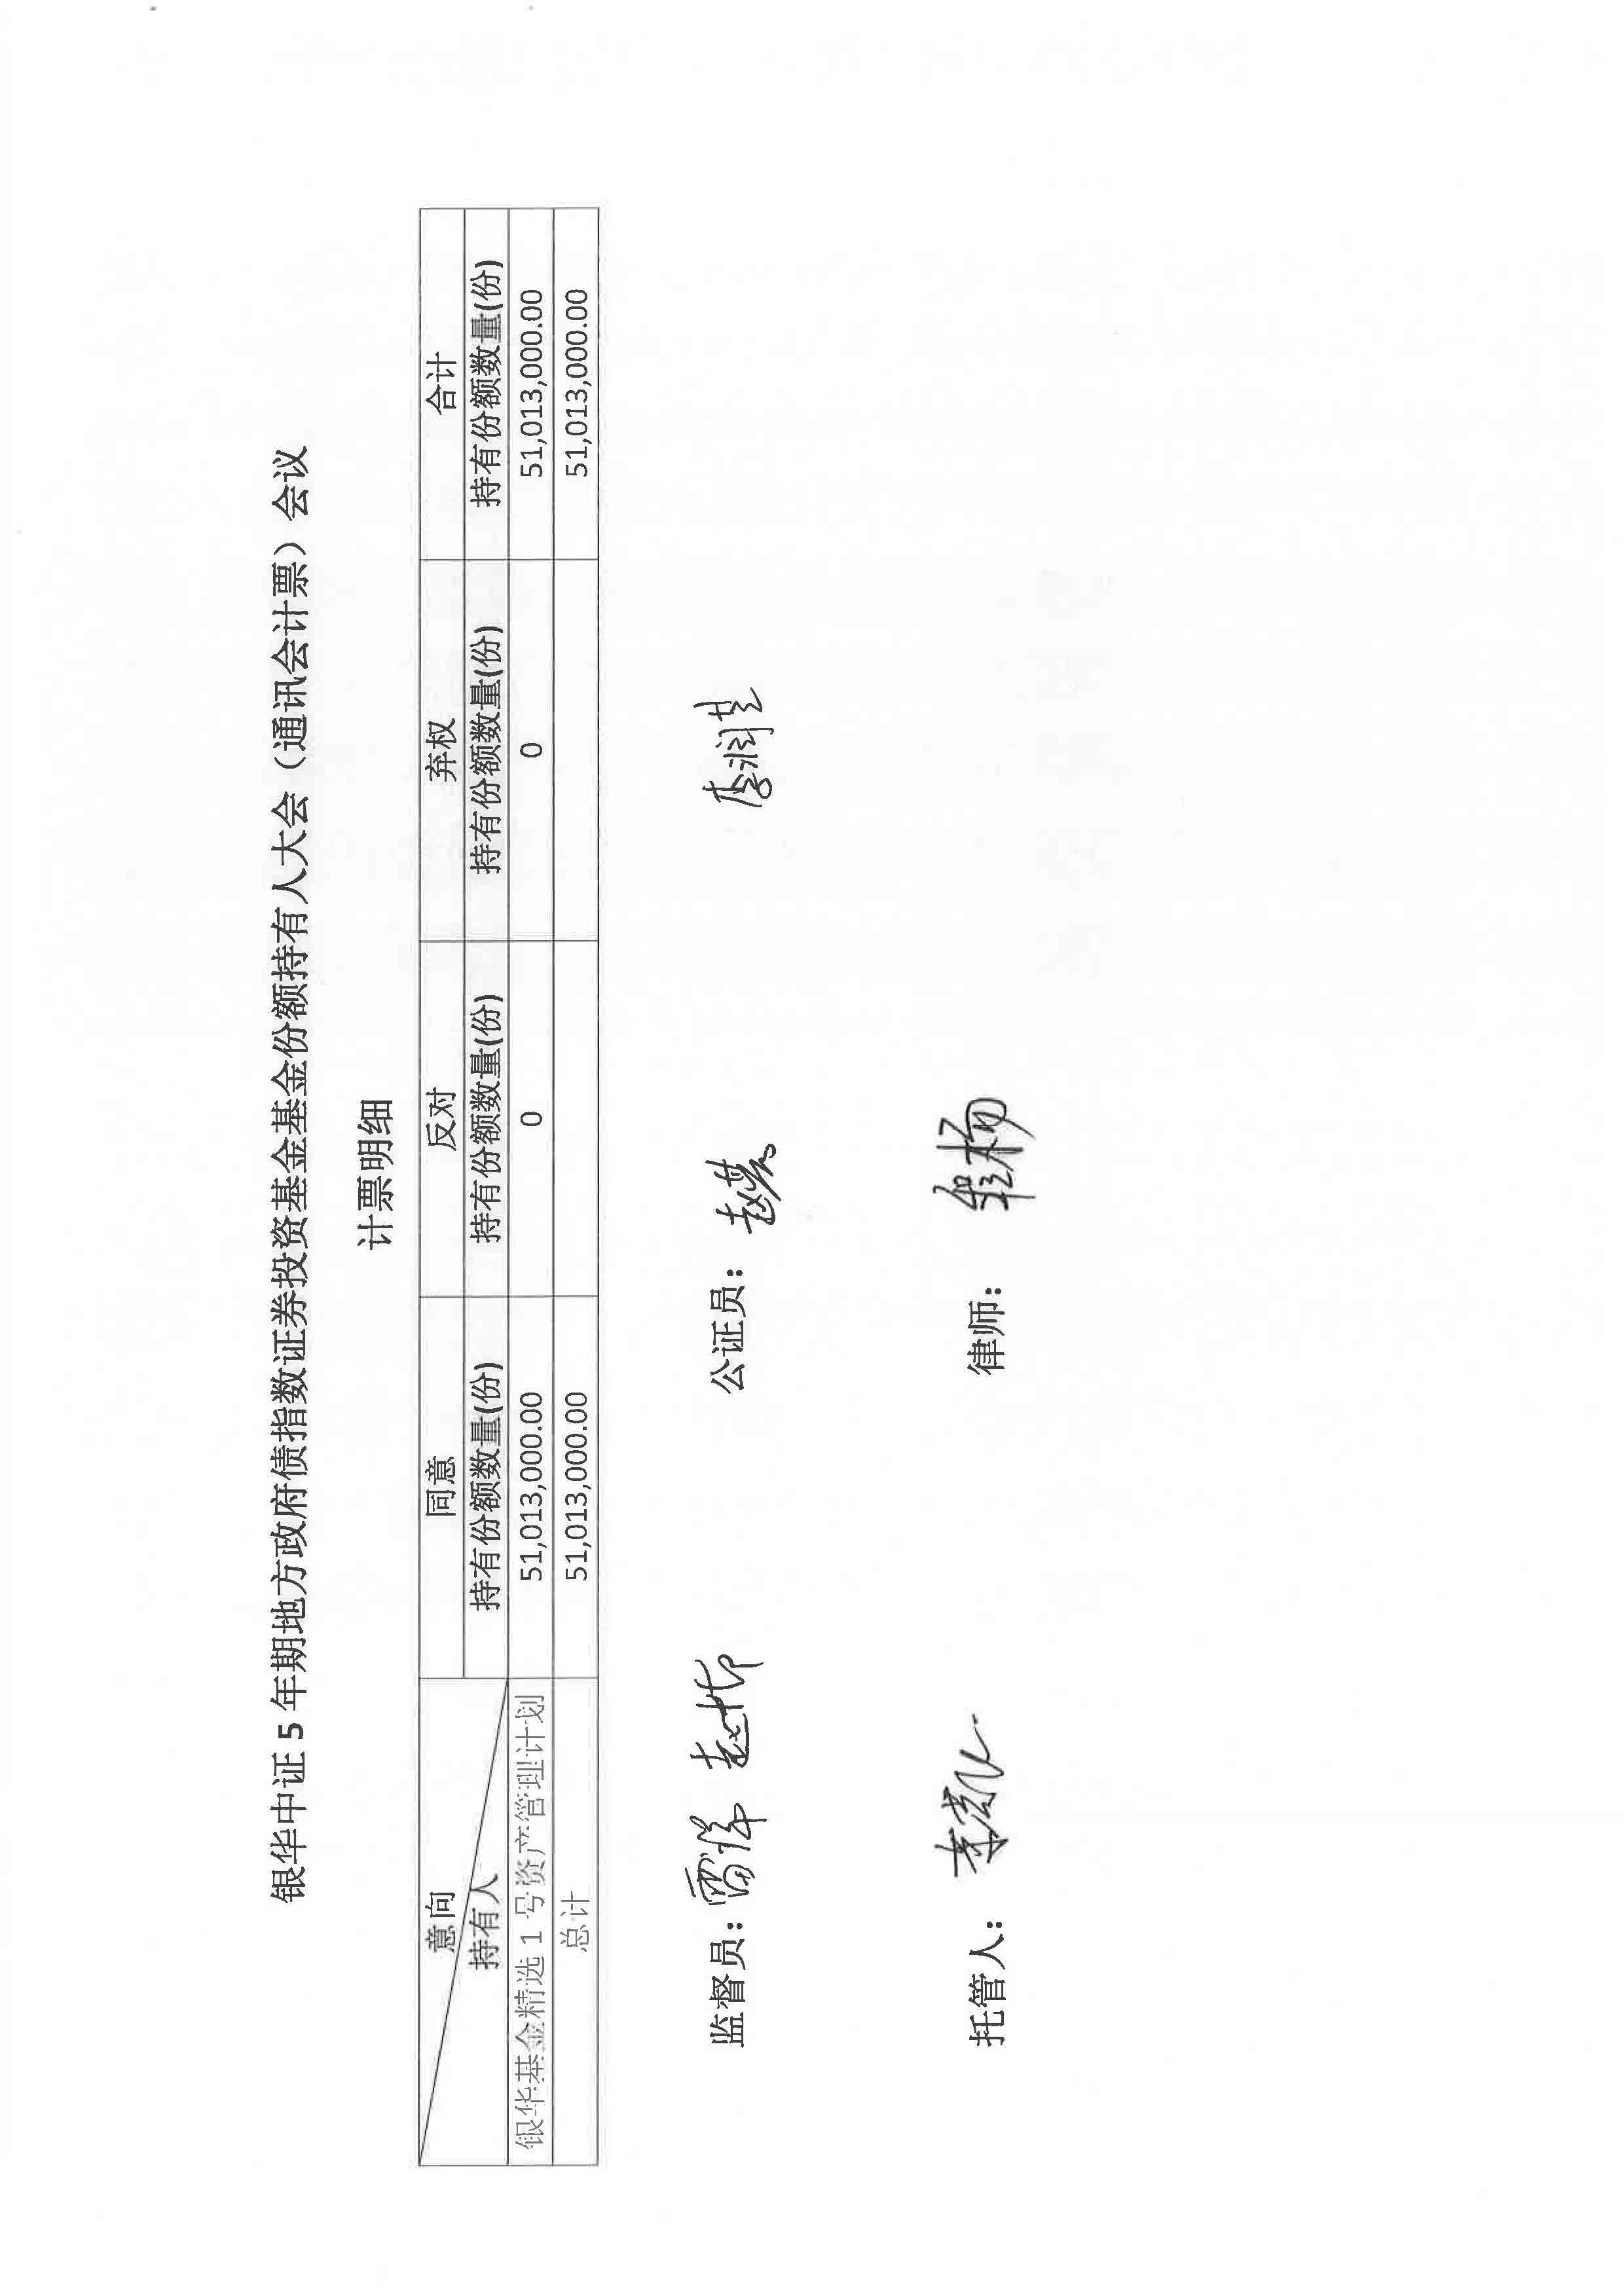 银华中证5年期地方政府债指数证券投资基金基金份额持有人大会（通讯会计票）会议
计票明细
意向 同意 反对 弃权 合计
持有人 持有份额数量(份) 持有份额数量(份) 持有份额数量(份) 持有份额数量(份)
银华基金精选1号资产管理计划 51,013,000.00 0 0 51,013,000.00
总计 51,013,000.00 51,013,000.00
监督员： 公证员：
托管人： 律师：